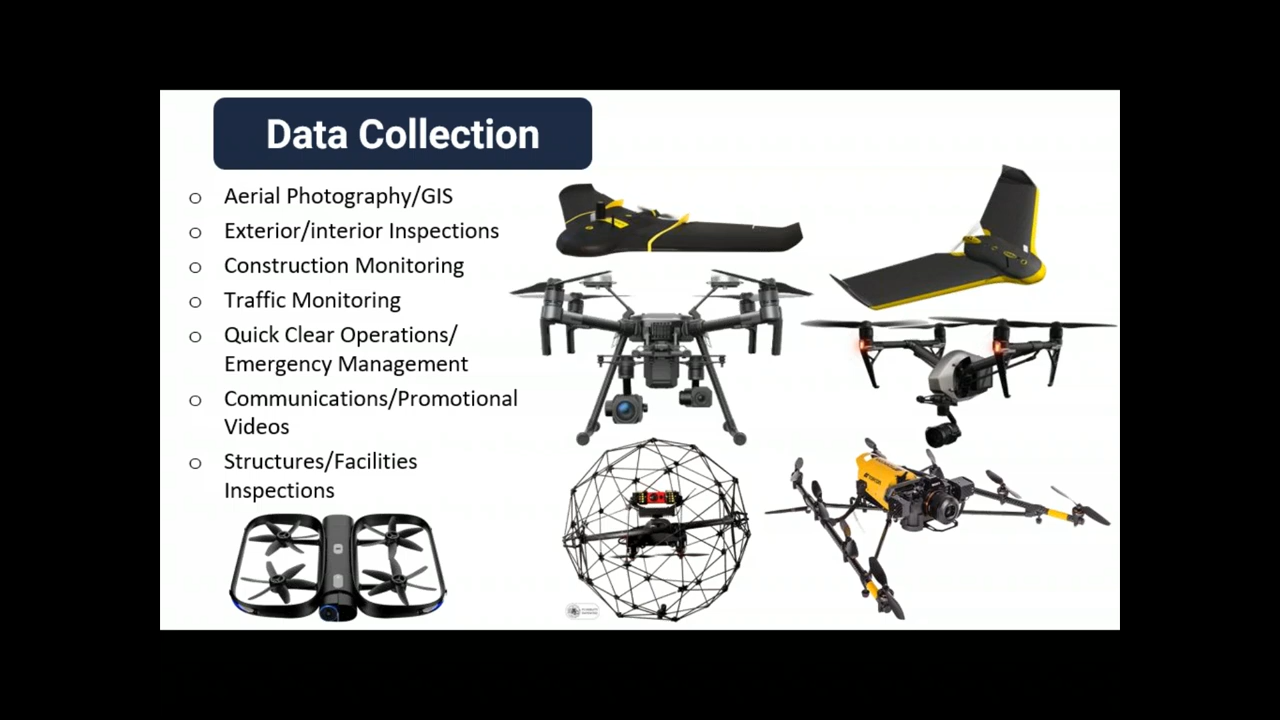 Data Collection
o Aerial Photography/GIS
o Exterior/interior Inspections
o Construction Monitoring
o Traffic Monitoring
o Quick Clear Operations/
Emergency Management
o Communications/Promotional
Videos
o Structures/Facilities
Inspections